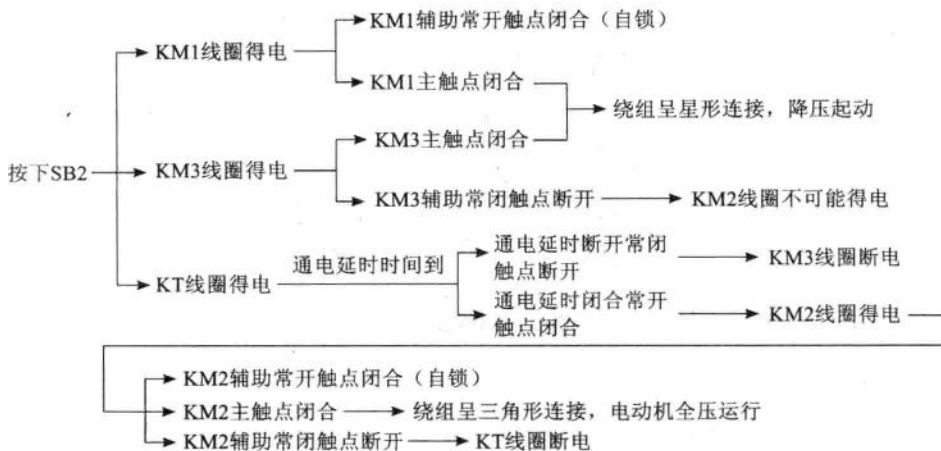 KM1辅助常开触点闭合（自锁）
KM1线圈得电
KM1主触点闭合
绕组呈星形连接，降压起动
KM3主触点闭合
按下SB2
KM3线圈得电
KM3辅助常闭触点断开
KM2线圈不可能得电
通电延时断开常闭
触点断开
KM3线圈断电
通电延时时间到
KT线圈得电
通电延时闭合常开
触点闭合
KM2线圈得电
KM2辅助常开触点闭合（自锁）
KM2主触点闭合
绕组呈三角形连接，电动机全压运行
KM2辅助常闭触点断开
KT线圈断电